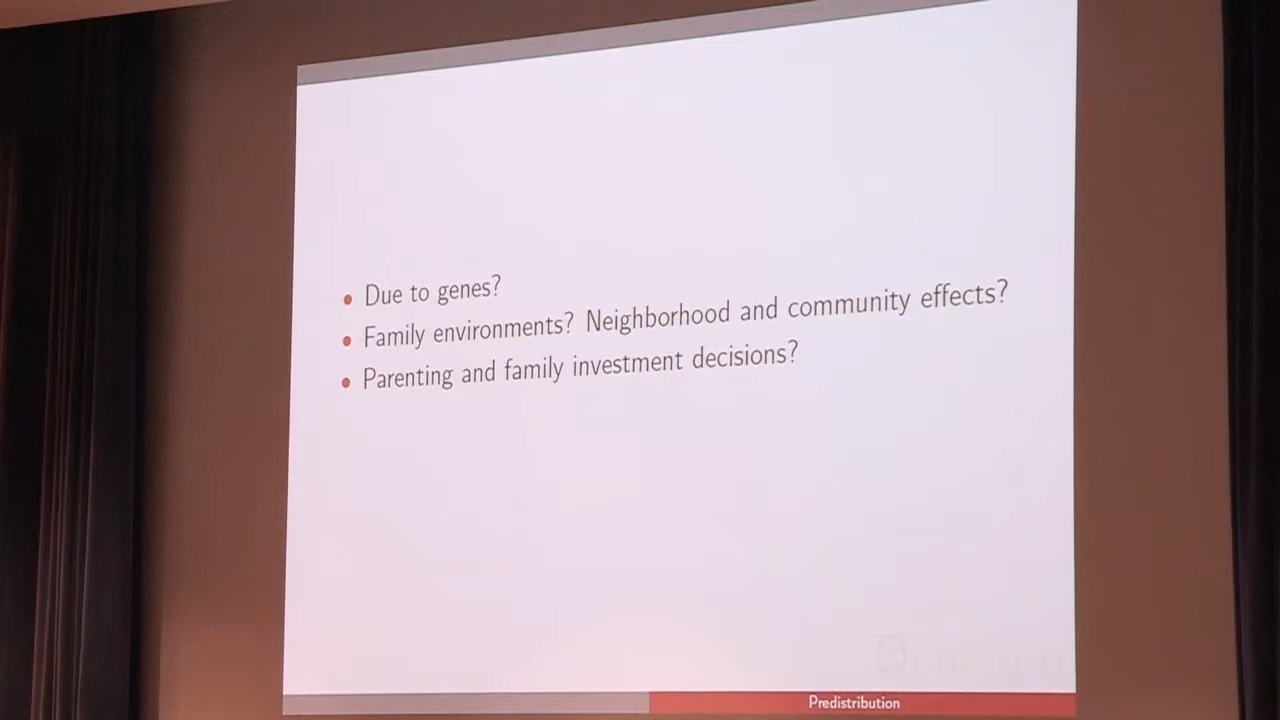 Due to genes?
Family environments? Neighborhood and community effects?
Parenting and family investment decisions?
Predistribution